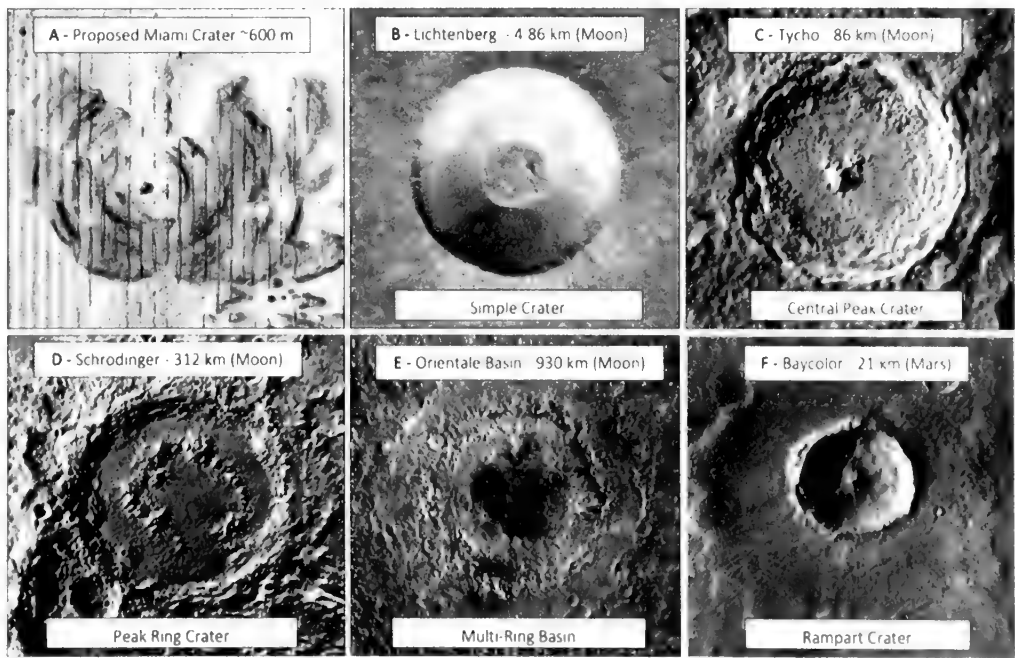 A - Proposed Miami Crater ~600 m
B - Lichtenberg - 4.86 km (Moon)
C - Tycho 86 km (Moon)
Simple Crater
Central Peak Crater
D - Schrodinger - 312 km (Moon)
E - Orientale Basin 930 km (Moon)
F - Baycolor 21 km (Mars)
Peak Ring Crater
Multi-Ring Basin
Rampart Crater